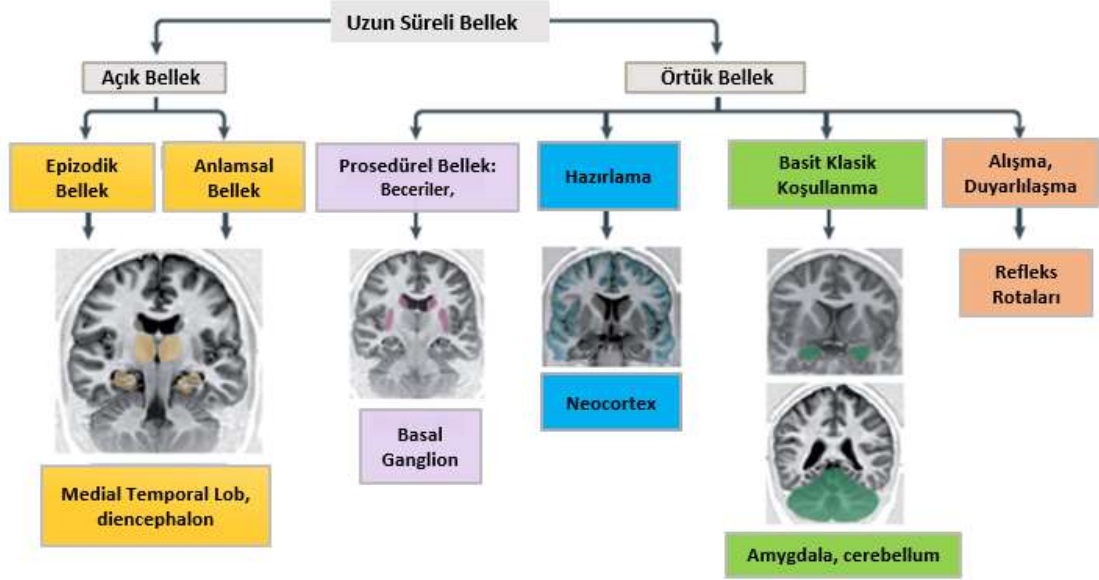 Uzun Süreli Bellek
Açık Bellek
Örtük Bellek
Epizodik
Bellek
Anlamsal
Bellek
Prosedürel Bellek:
Beceriler,
Hazırlama
Basit Klasik
Koşullanma
Alışma,
Duyarlılaşma
Refleks
Rotaları
Neocortex
Basal
Ganglion
Medial Temporal Lob,
diencephalon
Amygdala, cerebellum